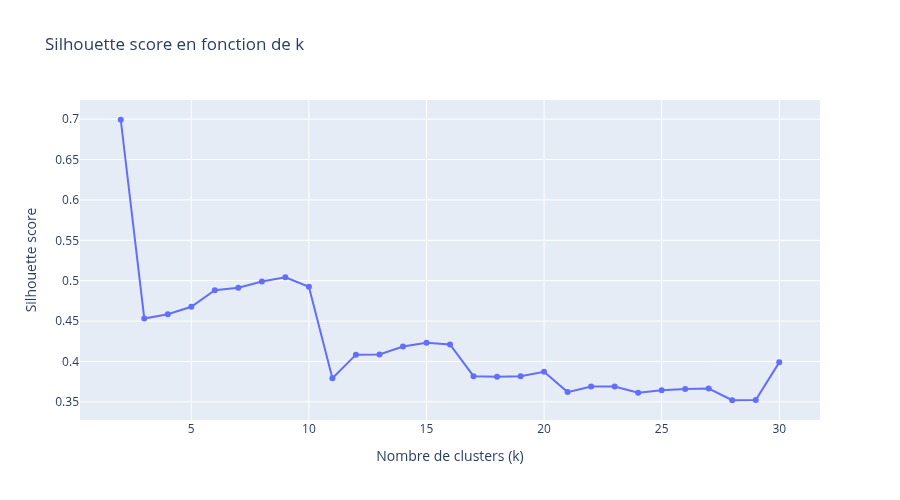 Silhouette score en fonction de k
0.7
0.65
0.6
0.55
0.5
0.45
0.4
0.35
Silhouette score
5 10 15 20 25 30
Nombre de clusters (k)